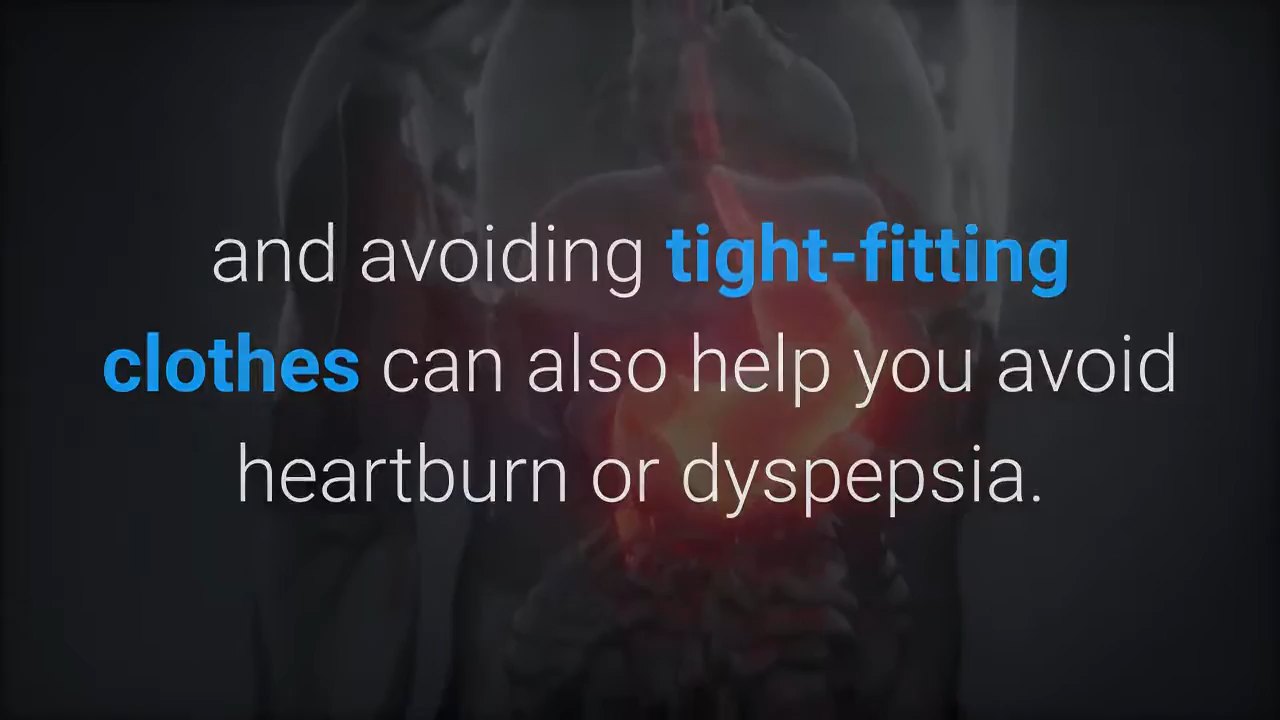 and avoiding tight-fitting
clothes can also help you avoid
heartburn or dyspepsia.